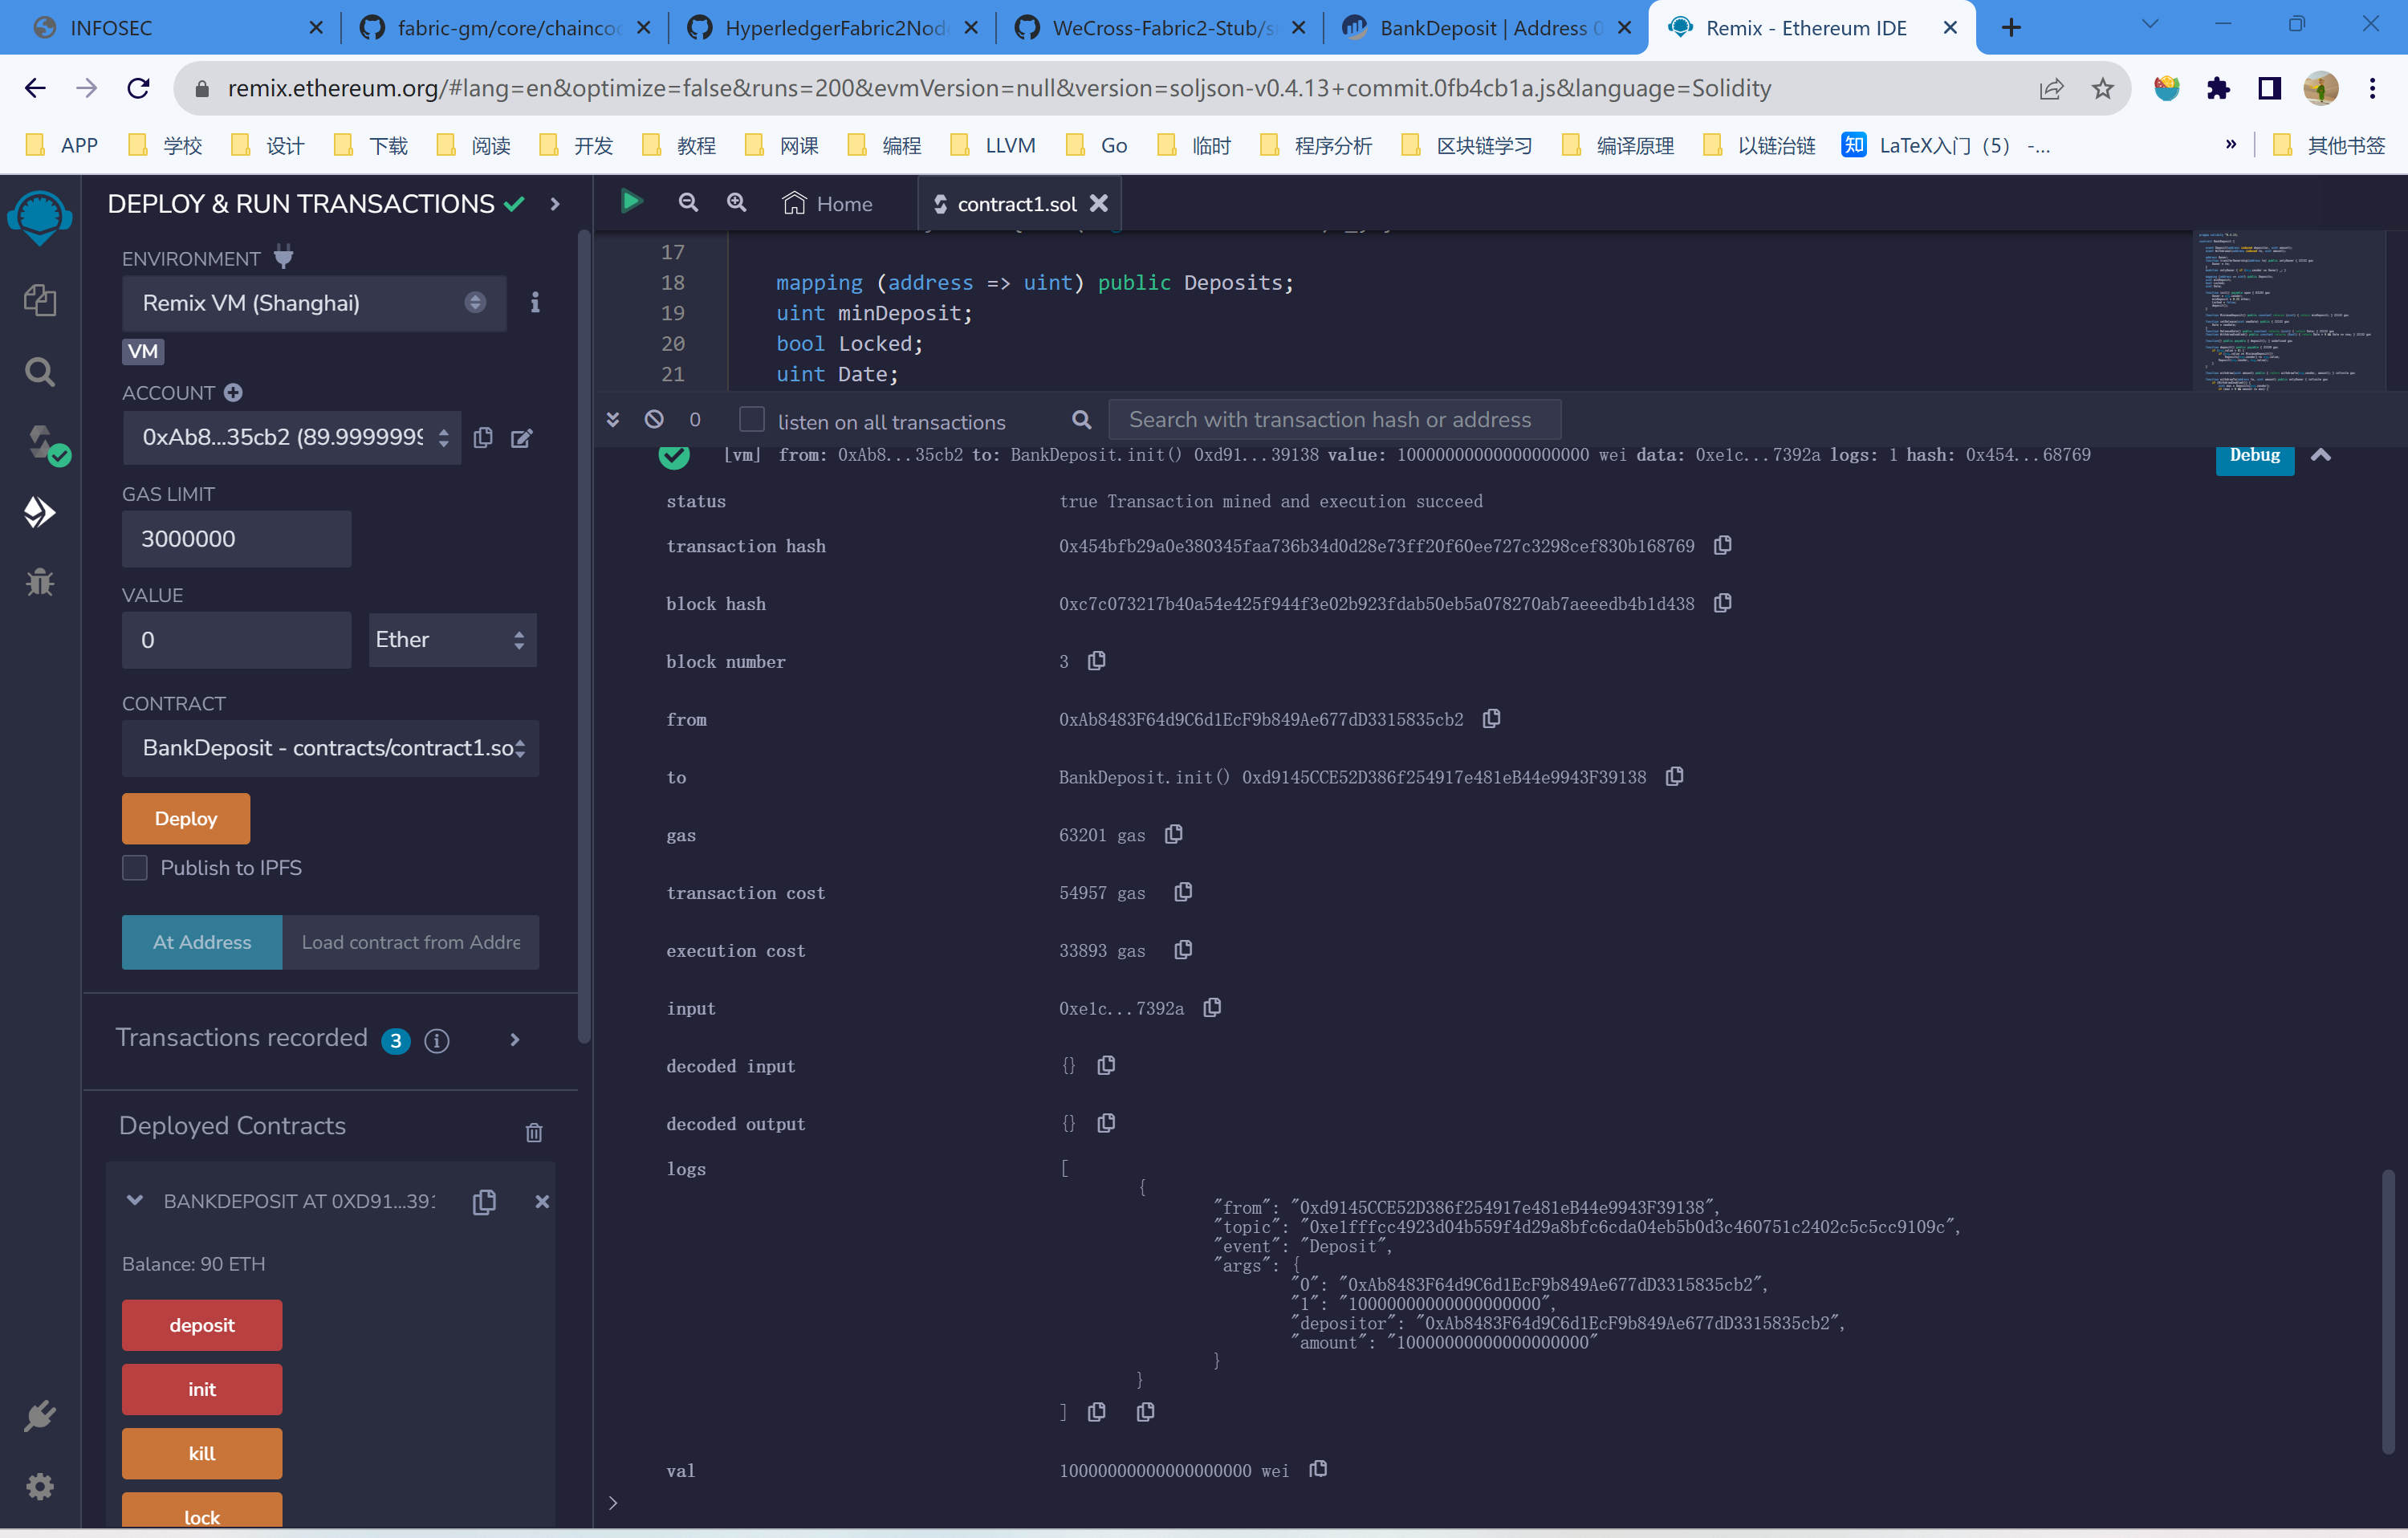 INFOSEC
fabric-gm/core/chaincod
HyperledgerFabric2Nod
WeCross-Fabric2-Stub/s
BankDeposit | Address 0
Remix - Ethereum IDE
remix.ethereum.org/#lang=en&optimize=false&runs=200&evmVersion=null&version=soljson-v0.4.13+commit.0fb4cb1a.js&language=Solidity
APP 学校 设计 下载 阅读 开发 教程 网课 编程 LLVM Go 临时 程序分析 区块链学习 编译原理 以链治链 知 LaTeX入门（5） -... » 其他书签
DEPLOY & RUN TRANSACTIONS
ENVIRONMENT
Remix VM (Shanghai)
VM
ACCOUNT
0xAb8...35cb2 (89.9999999
GAS LIMIT
3000000
VALUE
0
Ether
CONTRACT
BankDeposit - contracts/contract1.so
Deploy
Publish to IPFS
At Address
Load contract from Addre
Transactions recorded 3
Deployed Contracts
BANKDEPOSIT AT 0XD91...391
Balance: 90 ETH
deposit
init
kill
lock
Home
contract1.sol
17
18 mapping (address => uint) public Deposits;
19 uint minDeposit;
20 bool Locked;
21 uint Date;
0
listen on all transactions
Search with transaction hash or address
[vm] from: 0xAb8...35cb2 to: BankDeposit.init() 0xd91...39138 value: 10000000000000000000 wei data: 0xe1c...7392a logs: 1 hash: 0x454...68769
Debug
status true Transaction mined and execution succeed
transaction hash 0x454bfb29a0e380345faa736b34d0d28e73ff20f60ee727c3298cef830b168769
block hash 0xc7c073217b40a54e425f944f3e02b923fdab50eb5a078270ab7aeeedb4b1d438
block number 3
from 0xAb8483F64d9C6d1EcF9b849Ae677dD3315835cb2
to BankDeposit.init() 0xd9145CCE52D386f254917e481eB44e9943F39138
gas 63201 gas
transaction cost 54957 gas
execution cost 33893 gas
input 0xe1c...7392a
decoded input {}
decoded output {}
logs [
{
"from": "0xd9145CCE52D386f254917e481eB44e9943F39138",
"topic": "0xe1fffcc4923d04b559f4d29a8bfc6cda04eb5b0d3c460751c2402c5c5cc9109c",
"event": "Deposit",
"args": {
"0": "0xAb8483F64d9C6d1EcF9b849Ae677dD3315835cb2",
"1": "10000000000000000000",
"depositor": "0xAb8483F64d9C6d1EcF9b849Ae677dD3315835cb2",
"amount": "10000000000000000000"
}
}
]
val 10000000000000000000 wei
>